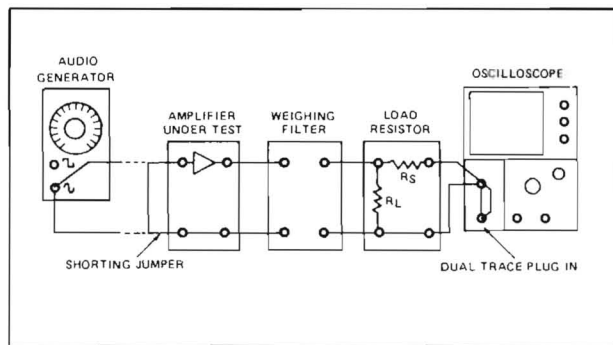 AUDIO
GENERATOR
AMPLIFIER
UNDER TEST
WEIGHING
FILTER
LOAD
RESISTOR
OSCILLOSCOPE
RS
RL
SHORTING JUMPER
DUAL TRACE PLUG IN